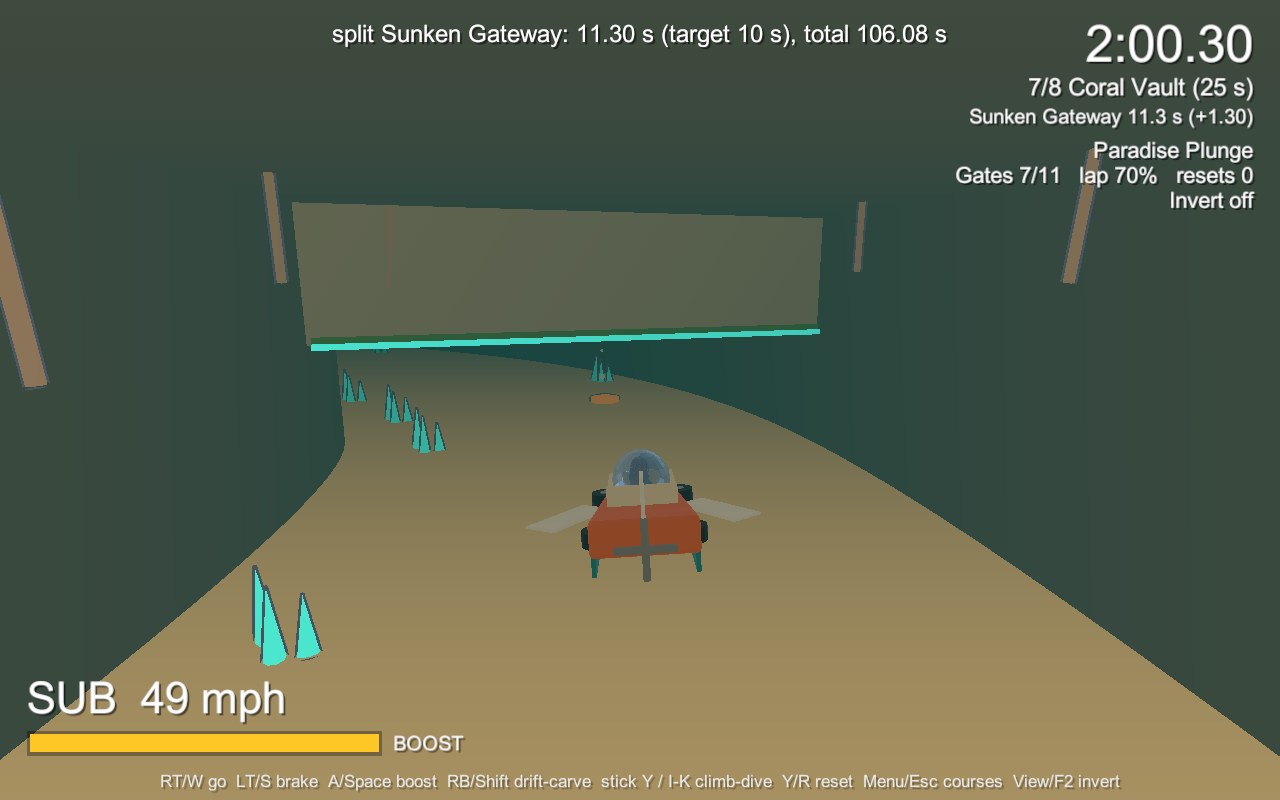 split Sunken Gateway: 11.30 s (target 10 s), total 106.08 s
2:00.30
7/8 Coral Vault (25 s)
Sunken Gateway 11.3 s (+1.30)
Paradise Plunge
Gates 7/11 lap 70% resets 0
Invert off
SUB 49 mph
BOOST
RT/W go LT/S brake A/Space boost RB/Shift drift-carve stick Y / I-K climb-dive Y/R reset Menu/Esc courses View/F2 invert